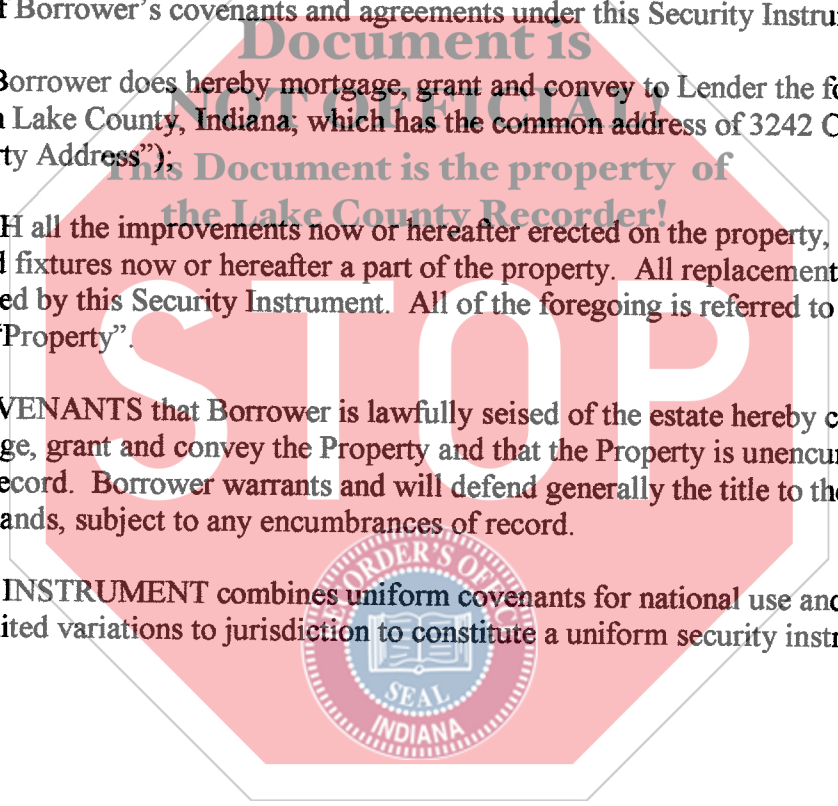 f Borrower's covenants and agreements under this Security Instru
Document is
Borrower does hereby mortgage, grant and convey to Lender the fo
NOT OFFICIAL!
n Lake County, Indiana; which has the common address of 3242 C
rty Address");
This Document is the property of
the Lake County Recorder!
H all the improvements now or hereafter erected on the property,
d fixtures now or hereafter a part of the property. All replacement
ed by this Security Instrument. All of the foregoing is referred to
"Property".
STOP
VENANTS that Borrower is lawfully seised of the estate hereby c
ge, grant and convey the Property and that the Property is unencu
ecord. Borrower warrants and will defend generally the title to the
ands, subject to any encumbrances of record.
RECORDER'S OFFICE
INSTRUMENT combines uniform covenants for national use and
ited variations to jurisdiction to constitute a uniform security instr
SEAL
INDIANA